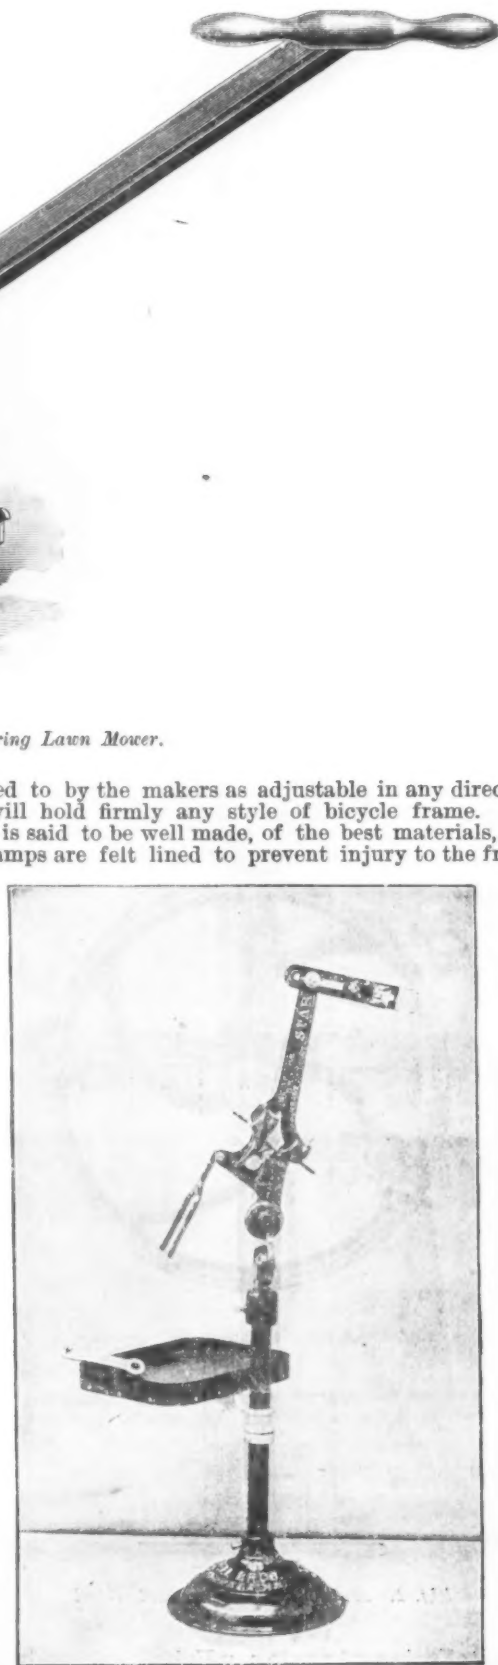 ring Lawn Mower.
ed to by the makers as adjustable in any direc
will hold firmly any style of bicycle frame.
is said to be well made, of the best materials,
amps are felt lined to prevent injury to the fr
STAR